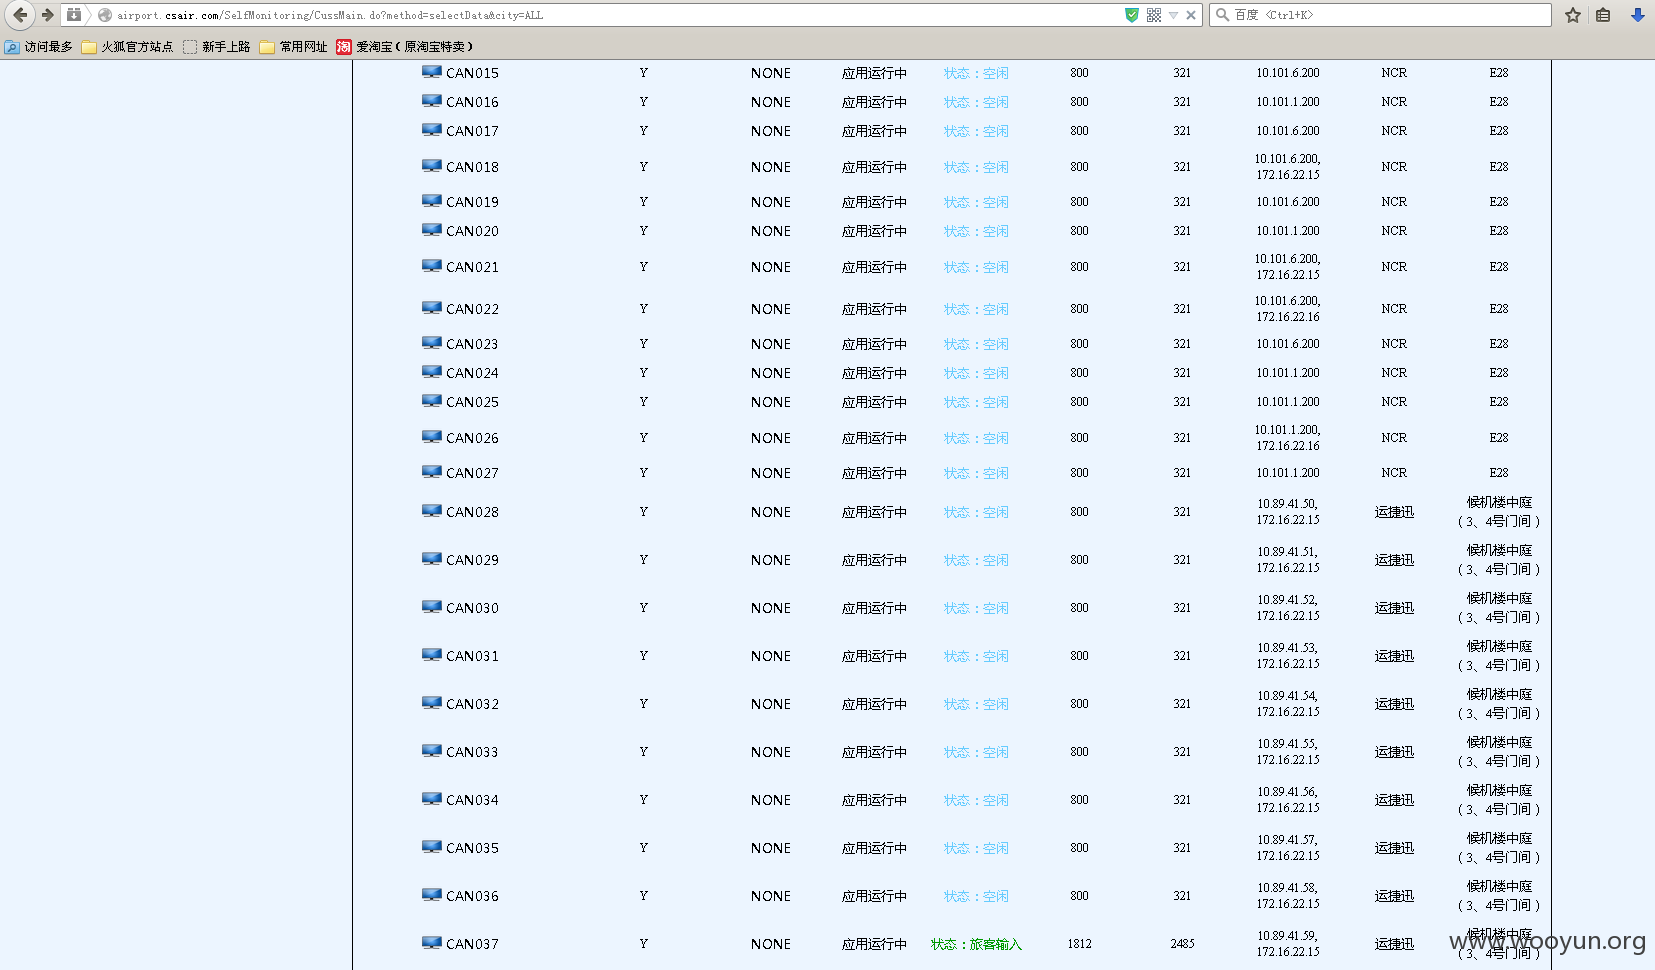 airport.csair.com/SelfMonitoring/CussMain.do?method=selectData&city=ALL
百度 <Ctrl+K>
访问最多 火狐官方站点 新手上路 常用网址 淘 爱淘宝（原淘宝特卖）
CAN015 Y NONE 应用运行中 状态：空闲 800 321 10.101.6.200 NCR E28
CAN016 Y NONE 应用运行中 状态：空闲 800 321 10.101.1.200 NCR E28
CAN017 Y NONE 应用运行中 状态：空闲 800 321 10.101.6.200 NCR E28
CAN018 Y NONE 应用运行中 状态：空闲 800 321 10.101.6.200, NCR E28
172.16.22.15
CAN019 Y NONE 应用运行中 状态：空闲 800 321 10.101.6.200 NCR E28
CAN020 Y NONE 应用运行中 状态：空闲 800 321 10.101.1.200 NCR E28
CAN021 Y NONE 应用运行中 状态：空闲 800 321 10.101.6.200, NCR E28
172.16.22.15
CAN022 Y NONE 应用运行中 状态：空闲 800 321 10.101.6.200, NCR E28
172.16.22.16
CAN023 Y NONE 应用运行中 状态：空闲 800 321 10.101.6.200 NCR E28
CAN024 Y NONE 应用运行中 状态：空闲 800 321 10.101.1.200 NCR E28
CAN025 Y NONE 应用运行中 状态：空闲 800 321 10.101.1.200 NCR E28
CAN026 Y NONE 应用运行中 状态：空闲 800 321 10.101.1.200, NCR E28
172.16.22.16
CAN027 Y NONE 应用运行中 状态：空闲 800 321 10.101.1.200 NCR E28
CAN028 Y NONE 应用运行中 状态：空闲 800 321 10.89.41.50, 运捷迅 候机楼中庭
172.16.22.15 （3、4号门间）
CAN029 Y NONE 应用运行中 状态：空闲 800 321 10.89.41.51, 运捷迅 候机楼中庭
172.16.22.15 （3、4号门间）
CAN030 Y NONE 应用运行中 状态：空闲 800 321 10.89.41.52, 运捷迅 候机楼中庭
172.16.22.15 （3、4号门间）
CAN031 Y NONE 应用运行中 状态：空闲 800 321 10.89.41.53, 运捷迅 候机楼中庭
172.16.22.15 （3、4号门间）
CAN032 Y NONE 应用运行中 状态：空闲 800 321 10.89.41.54, 运捷迅 候机楼中庭
172.16.22.15 （3、4号门间）
CAN033 Y NONE 应用运行中 状态：空闲 800 321 10.89.41.55, 运捷迅 候机楼中庭
172.16.22.15 （3、4号门间）
CAN034 Y NONE 应用运行中 状态：空闲 800 321 10.89.41.56, 运捷迅 候机楼中庭
172.16.22.15 （3、4号门间）
CAN035 Y NONE 应用运行中 状态：空闲 800 321 10.89.41.57, 运捷迅 候机楼中庭
172.16.22.15 （3、4号门间）
CAN036 Y NONE 应用运行中 状态：空闲 800 321 10.89.41.58, 运捷迅 候机楼中庭
172.16.22.15 （3、4号门间）
CAN037 Y NONE 应用运行中 状态：旅客输入 1812 2485 10.89.41.59, 运捷迅 候机楼中庭
172.16.22.15 （3、4号门间）
www.wooyun.org